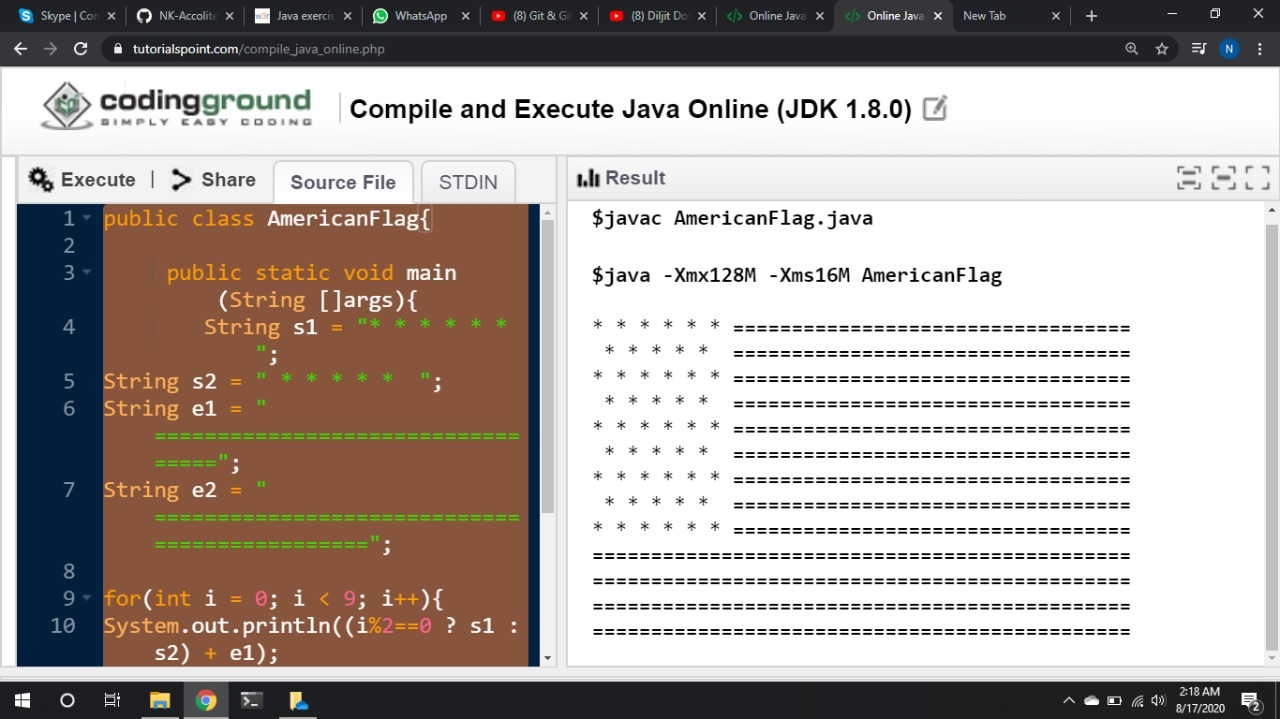 Skype | Con NK-Accolite Java exercis WhatsApp (8) Git & Gi (8) Diljit Do Online Java Online Java New Tab
tutorialspoint.com/compile_java_online.php N
codingground
SIMPLY EASY CODING
Compile and Execute Java Online (JDK 1.8.0)
Execute | Share Source File STDIN
Result
1 public class AmericanFlag{
2
3 public static void main
(String []args){
4 String s1 = "* * * * * *
";
5 String s2 = " * * * * *  ";
6 String e1 = "
=============================
=====";
7 String e2 = "
=============================
=================";
8
9 for(int i = 0; i < 9; i++){
10 System.out.println((i%2==0 ? s1 :
s2) + e1);
$javac AmericanFlag.java
$java -Xmx128M -Xms16M AmericanFlag
* * * * * * ==================================
 * * * * *  ==================================
* * * * * * ==================================
 * * * * *  ==================================
* * * * * * ==================================
 * * * * *  ==================================
* * * * * * ==================================
 * * * * *  ==================================
* * * * * * ==================================
==============================================
==============================================
==============================================
==============================================
2:18 AM
8/17/2020
2